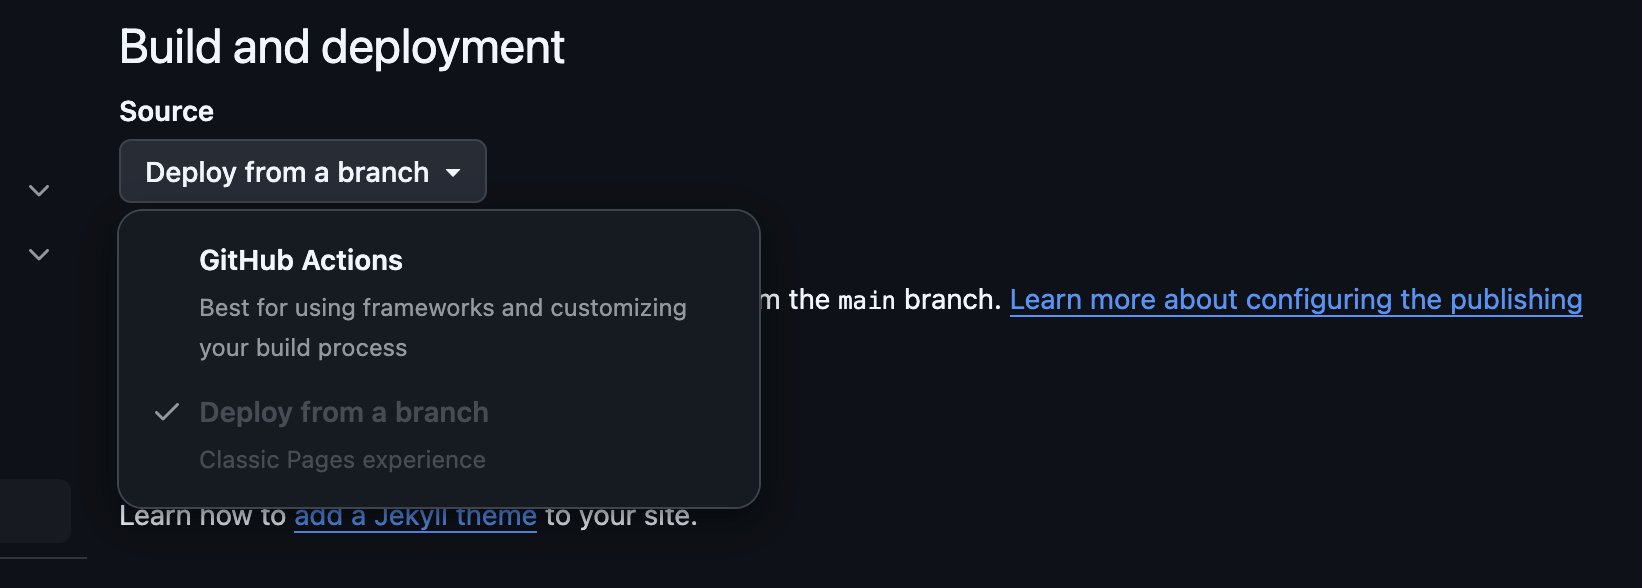 Build and deployment
Source
Deploy from a branch
GitHub Actions
Best for using frameworks and customizing
your build process
m the main branch. Learn more about configuring the publishing
Deploy from a branch
Classic Pages experience
Learn how to add a Jekyll theme to your site.